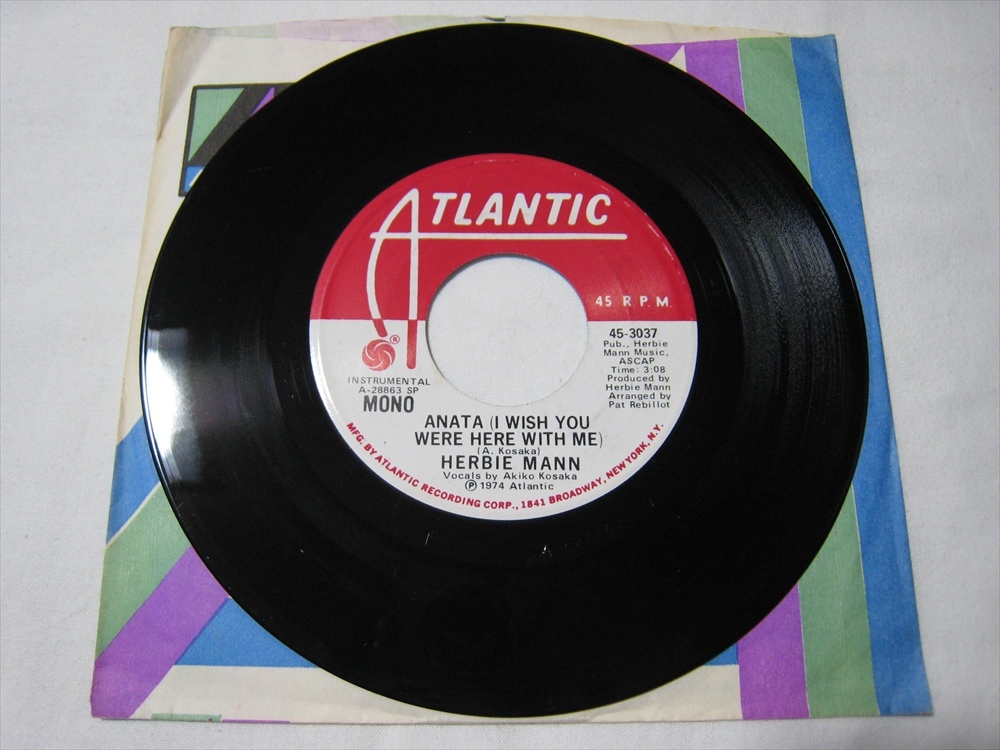 ATLANTIC
45 R.P.M.
45-3037
Pub., Herbie
Mann Music,
ASCAP
Time: 3:08
Produced by
Herbie Mann
Arranged by
Pat Rebillot
®
INSTRUMENTAL
A-28863 SP
MONO
ANATA (I WISH YOU
WERE HERE WITH ME)
(A. Kosaka)
HERBIE MANN
Vocals by Akiko Kosaka
Ⓟ 1974 Atlantic
MFG. BY ATLANTIC RECORDING CORP., 1841 BROADWAY, NEW YORK, N.Y.